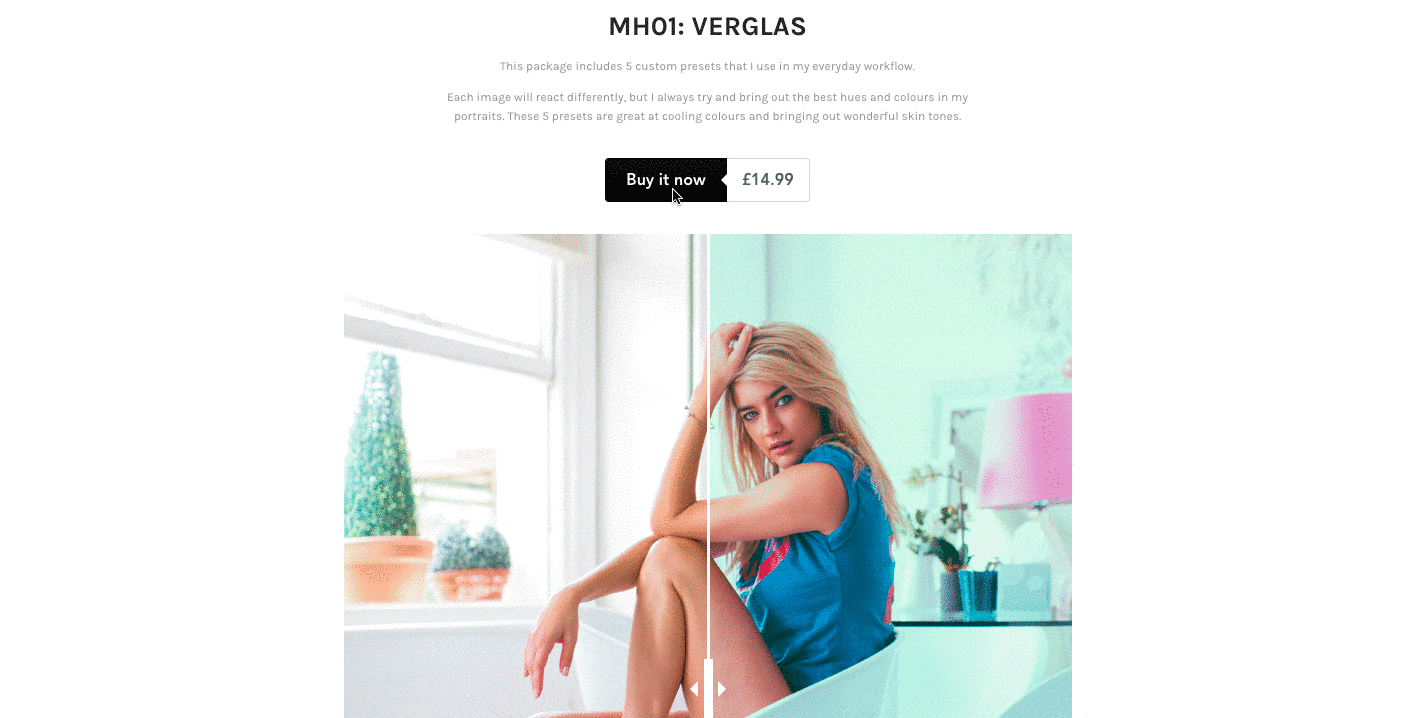 MH01: VERGLAS
This package includes 5 custom presets that I use in my everyday workflow.
Each image will react differently, but I always try and bring out the best hues and colours in my
portraits. These 5 presets are great at cooling colours and bringing out wonderful skin tones.
Buy it now £14.99